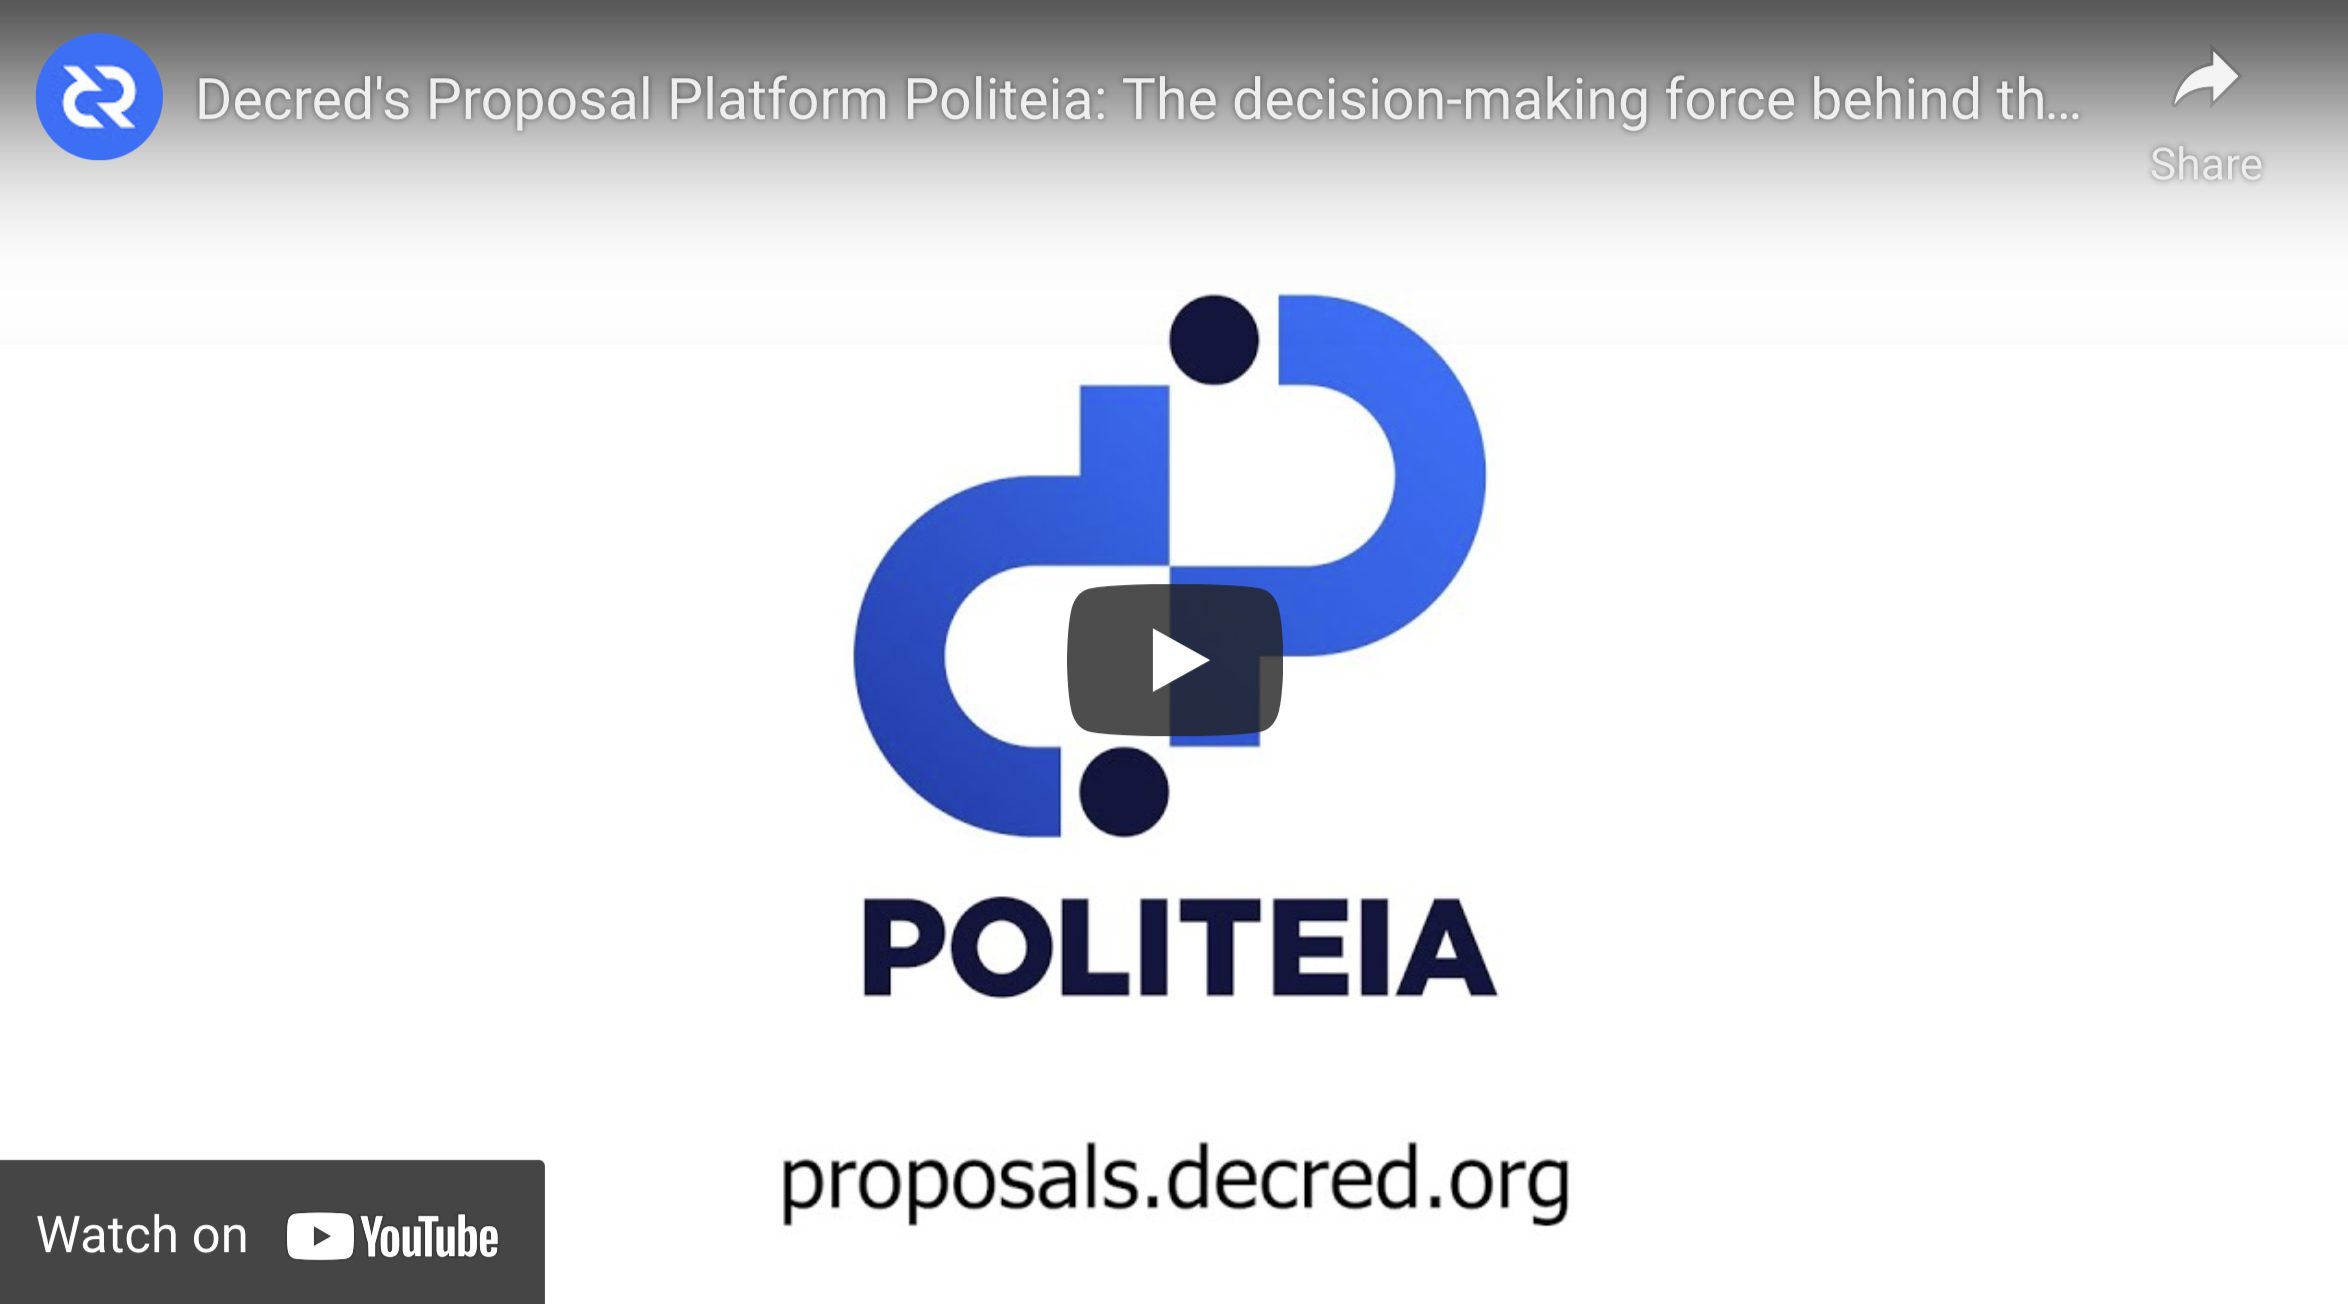 Decred's Proposal Platform Politeia: The decision-making force behind th...
Share
POLITEIA
proposals.decred.org
Watch on YouTube